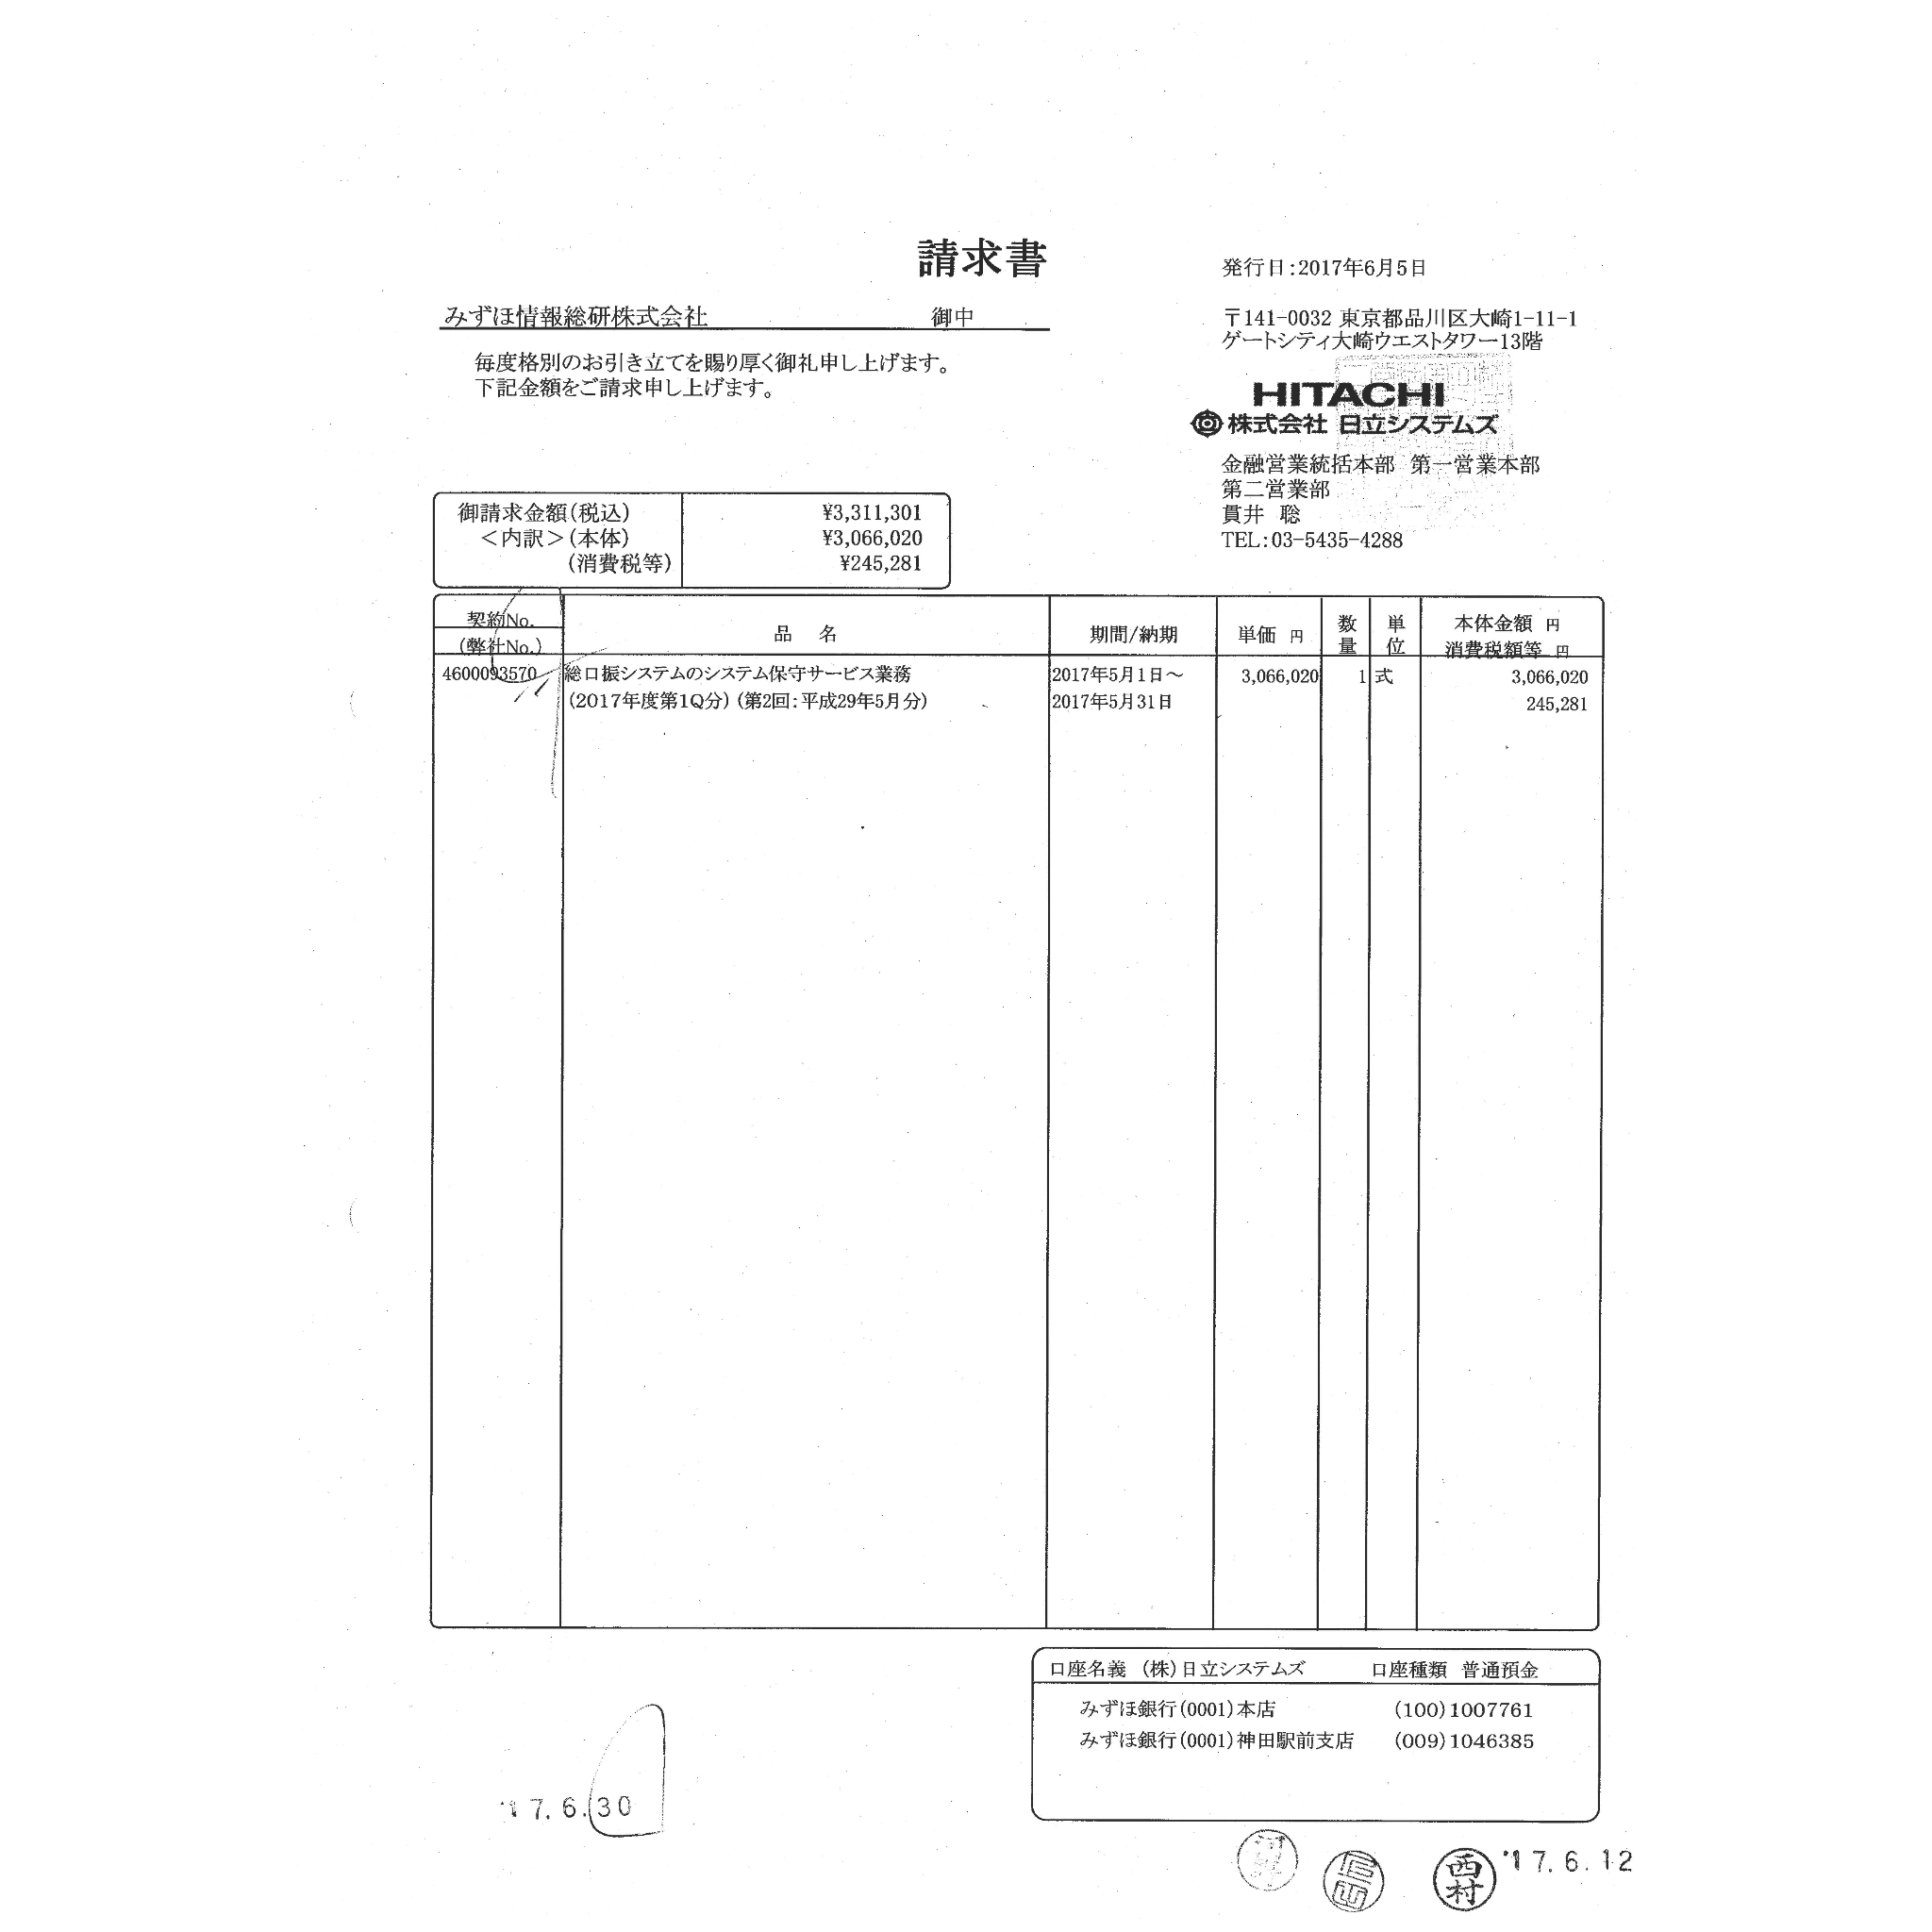 請求書
発行日:2017年6月5日
みずほ情報総研株式会社 御中
〒141-0032 東京都品川区大崎1-11-1
ゲートシティ大崎ウエストタワー13階
毎度格別のお引き立てを賜り厚く御礼申し上げます。
下記金額をご請求申し上げます。
HITACHI
株式会社 日立システムズ
金融営業統括本部 第一営業本部
第二営業部
貫井 聡
TEL:03-5435-4288
御請求金額(税込) ¥3,311,301
<内訳>(本体) ¥3,066,020
(消費税等) ¥245,281
契約No.
(弊社No.)
品 名
期間/納期
単価 円
数量
単位
本体金額 円
消費税額等 円
4600093570 総口振システムのシステム保守サービス業務 2017年5月1日~ 3,066,020 1 式 3,066,020
(2017年度第1Q分)(第2回:平成29年5月分) 2017年5月31日 245,281
口座名義 (株)日立システムズ 口座種類 普通預金
みずほ銀行(0001)本店 (100)1007761
みずほ銀行(0001)神田駅前支店 (009)1046385
'17.6.30
西村
'17.6.12